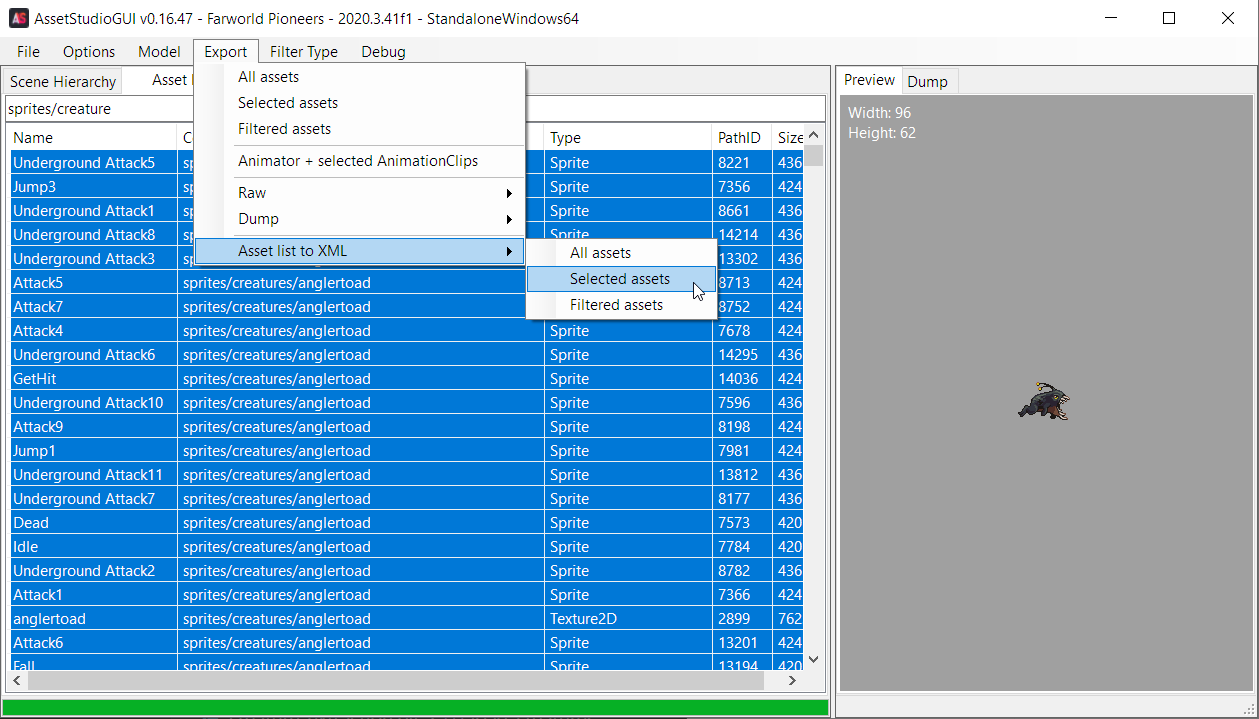 AS AssetStudioGUI v0.16.47 - Farworld Pioneers - 2020.3.41f1 - StandaloneWindows64
File Options Model Export Filter Type Debug
Scene Hierarchy Asset
All assets
Selected assets
Filtered assets
Animator + selected AnimationClips
Raw
Dump
Asset list to XML
All assets
Selected assets
Filtered assets
Preview Dump
Width: 96
Height: 62
sprites/creature
Name Type PathID Size
Underground Attack5 sp Sprite 8221 436
Jump3 sp Sprite 7356 424
Underground Attack1 sp Sprite 8661 436
Underground Attack8 sp Sprite 14214 436
Underground Attack3 sp 13302 436
Attack5 sprites/creatures/anglertoad 8713 424
Attack7 sprites/creatures/anglertoad 8752 424
Attack4 sprites/creatures/anglertoad Sprite 7678 424
Underground Attack6 sprites/creatures/anglertoad Sprite 14295 436
GetHit sprites/creatures/anglertoad Sprite 14036 424
Underground Attack10 sprites/creatures/anglertoad Sprite 7596 436
Attack9 sprites/creatures/anglertoad Sprite 8198 424
Jump1 sprites/creatures/anglertoad Sprite 7981 424
Underground Attack11 sprites/creatures/anglertoad Sprite 13812 436
Underground Attack7 sprites/creatures/anglertoad Sprite 8177 436
Dead sprites/creatures/anglertoad Sprite 7573 420
Idle sprites/creatures/anglertoad Sprite 7784 420
Underground Attack2 sprites/creatures/anglertoad Sprite 8782 436
Attack1 sprites/creatures/anglertoad Sprite 7366 424
anglertoad sprites/creatures/anglertoad Texture2D 2899 762
Attack6 sprites/creatures/anglertoad Sprite 13201 424
Fall sprites/creatures/anglertoad Sprite 13194 420